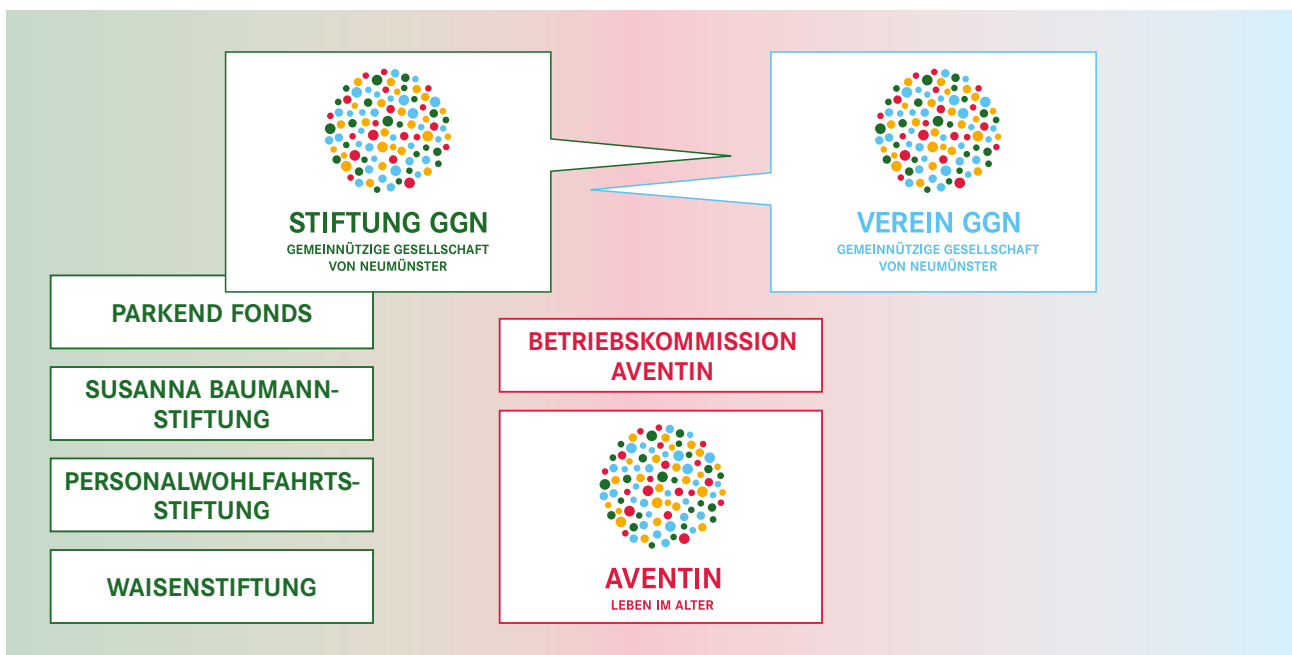 STIFTUNG GGN
GEMEINNÜTZIGE GESELLSCHAFT
VON NEUMÜNSTER
VEREIN GGN
GEMEINNÜTZIGE GESELLSCHAFT
VON NEUMÜNSTER
PARKEND FONDS
SUSANNA BAUMANN-
STIFTUNG
PERSONALWOHLFAHRTS-
STIFTUNG
WAISENSTIFTUNG
BETRIEBSKOMMISSION
AVENTIN
AVENTIN
LEBEN IM ALTER